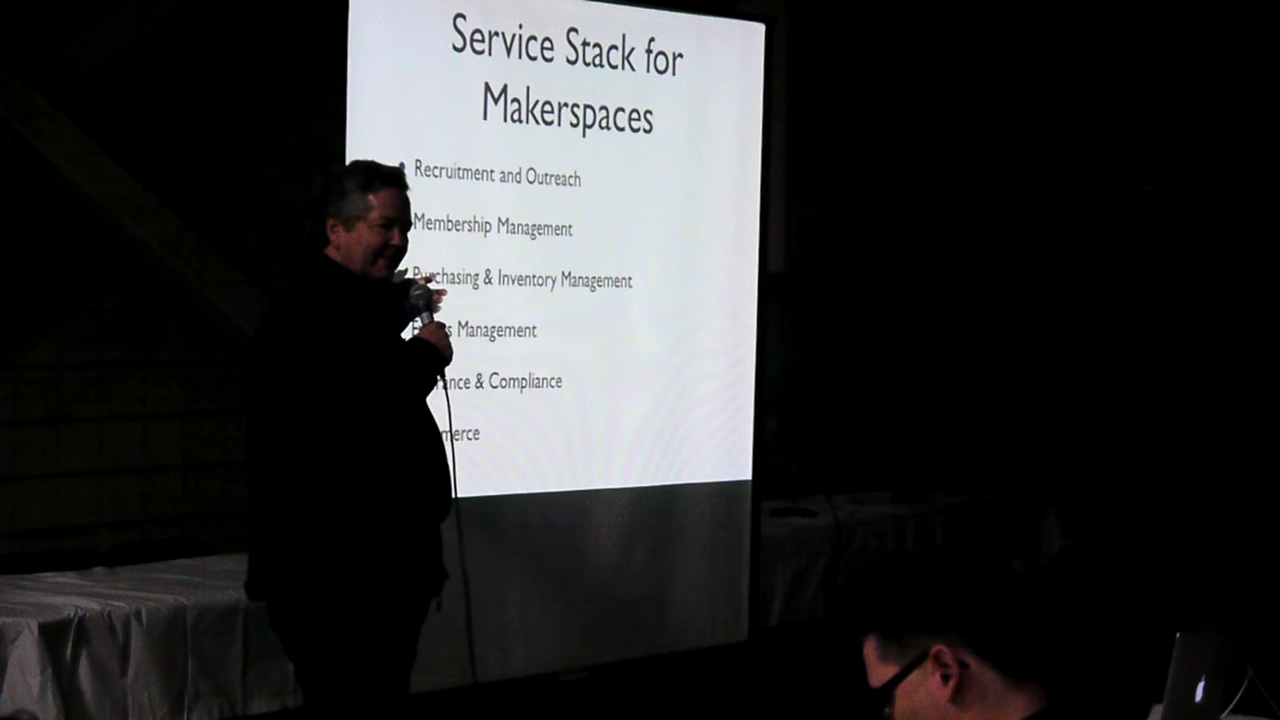 Service Stack for
Makerspaces
Recruitment and Outreach
Membership Management
Purchasing & Inventory Management
Management
& Compliance